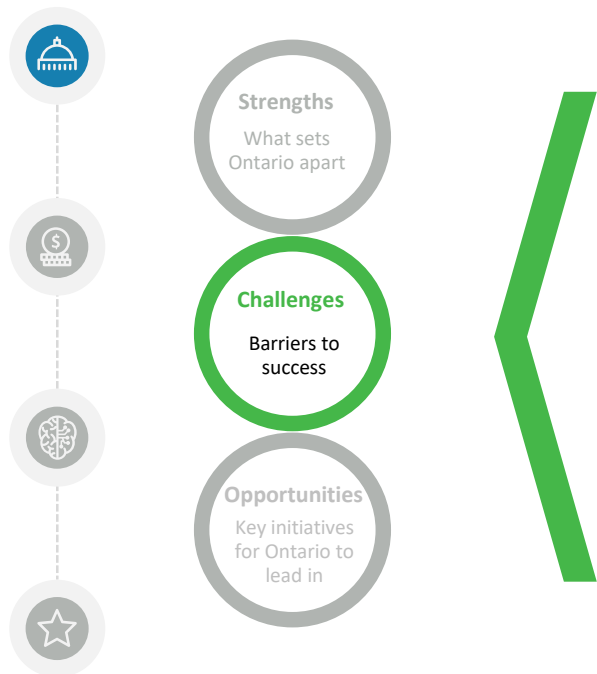 Strengths
What sets
Ontario apart
$
Challenges
Barriers to
success
Opportunities
Key initiatives
for Ontario to
lead in